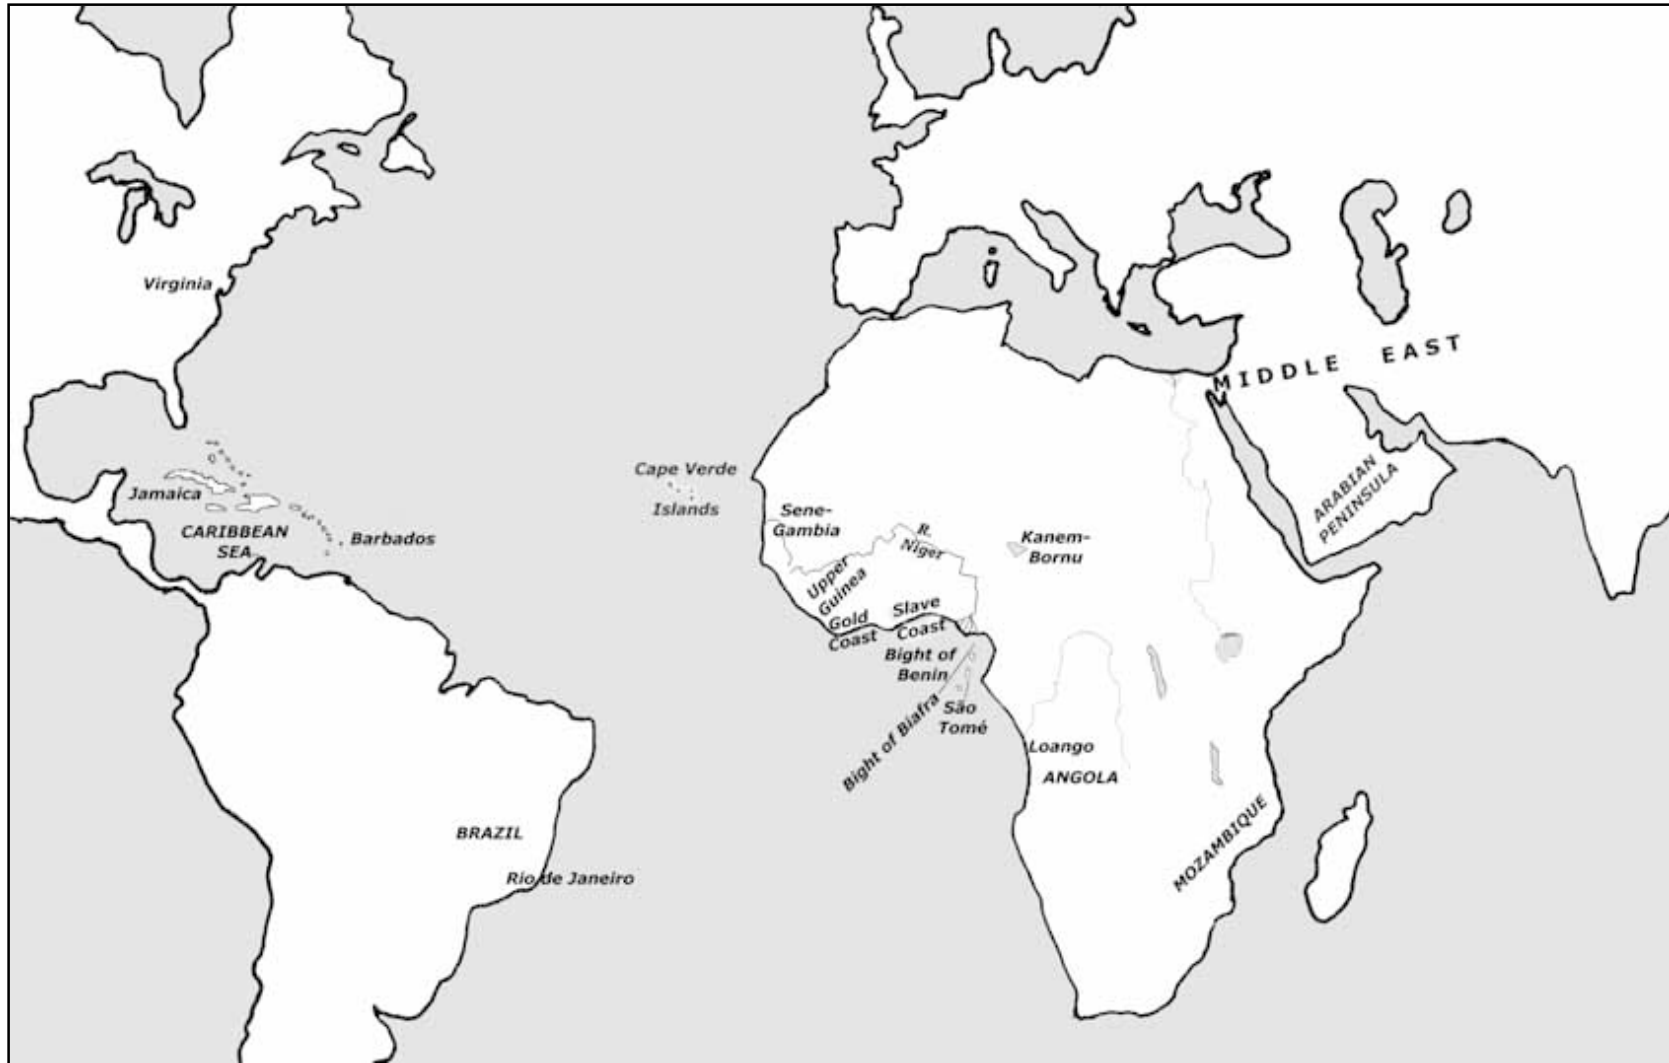 Virginia
MIDDLE EAST
Jamaica
CARIBBEAN
SEA
Barbados
Cape Verde
Islands
Sene-
Gambia
R.
Niger
Kanem-
Bornu
ARABIAN
PENINSULA
Upper
Guinea
Gold
Coast
Slave
Coast
Bight of
Benin
Bight of Biafra
São
Tomé
Loango
ANGOLA
MOZAMBIQUE
BRAZIL
Rio de Janeiro